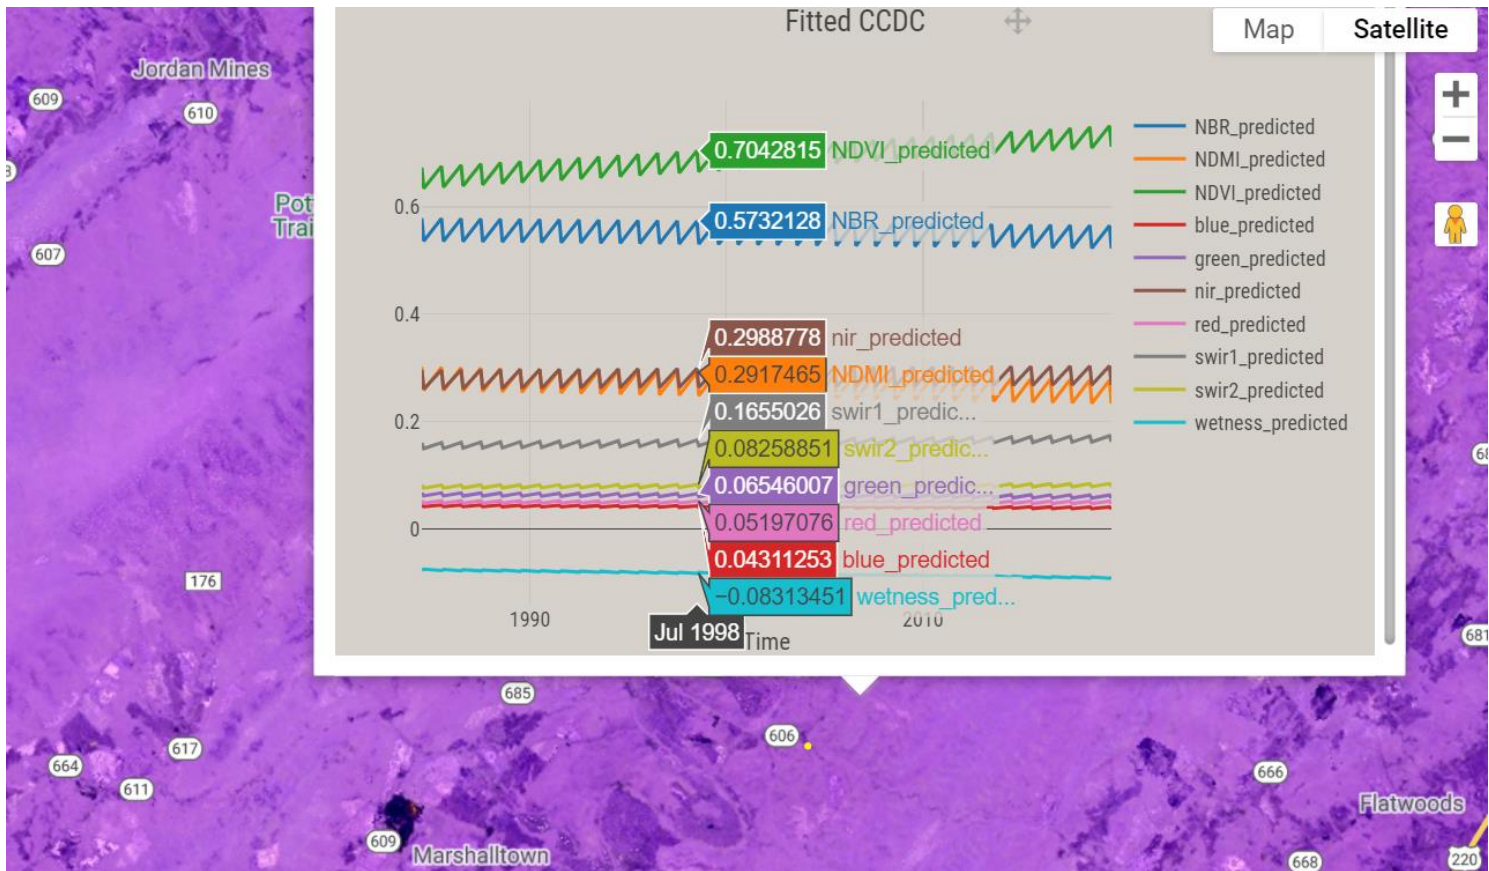 Fitted CCDC
Map
Satellite
Jordan Mines
609
610
607
0.6
0.4
0.2
0
0.7042815 NDVI_predicted
0.5732128 NBR_predicted
0.2988778 nir_predicted
0.2917465 NDMI_predicted
0.1655026 swir1_predic...
0.08258851 swir2_predic...
0.06546007 green_predic...
0.05197076 red_predicted
0.04311253 blue_predicted
−0.08313451 wetness_pred...
1990
2010
Jul 1998
Time
NBR_predicted
NDMI_predicted
NDVI_predicted
blue_predicted
green_predicted
nir_predicted
red_predicted
swir1_predicted
swir2_predicted
wetness_predicted
+
−
176
681
685
606
617
664
611
609
Marshalltown
666
Flatwoods
668
220